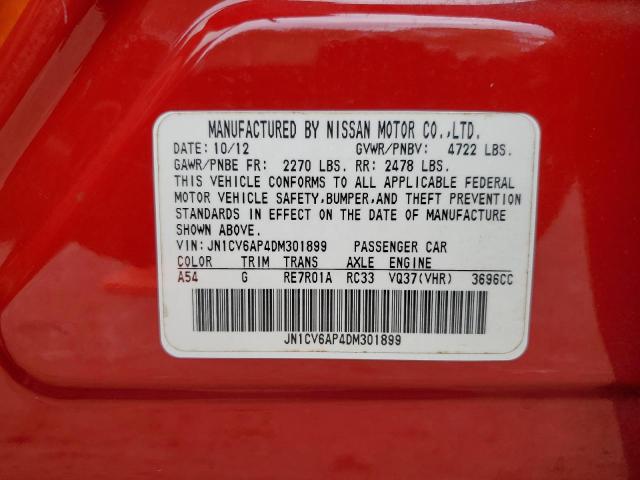 MANUFACTURED BY NISSAN MOTOR CO.,LTD.
DATE: 10/12 GVWR/PNBV: 4722 LBS.
GAWR/PNBE FR: 2270 LBS. RR: 2478 LBS.
THIS VEHICLE CONFORMS TO ALL APPLICABLE FEDERAL
MOTOR VEHICLE SAFETY,BUMPER,AND THEFT PREVENTION
STANDARDS IN EFFECT ON THE DATE OF MANUFACTURE
SHOWN ABOVE.
VIN: JN1CV6AP4DM301899 PASSENGER CAR
COLOR TRIM TRANS AXLE ENGINE
A54 G RE7R01A RC33 VQ37(VHR) 3696CC
JN1CV6AP4DM301899